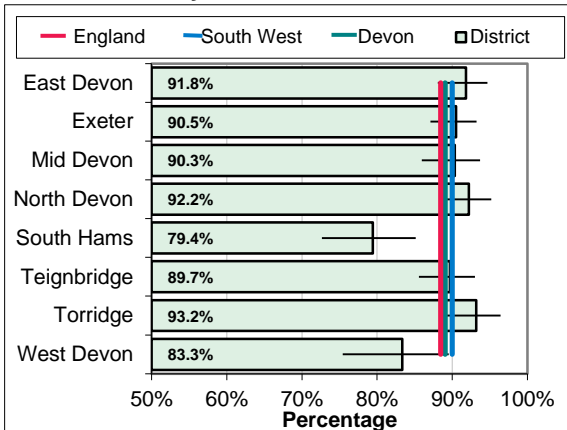 England South West Devon District
East Devon 91.8%
Exeter 90.5%
Mid Devon 90.3%
North Devon 92.2%
South Hams 79.4%
Teignbridge 89.7%
Torridge 93.2%
West Devon 83.3%
50% 60% 70% 80% 90% 100%
Percentage